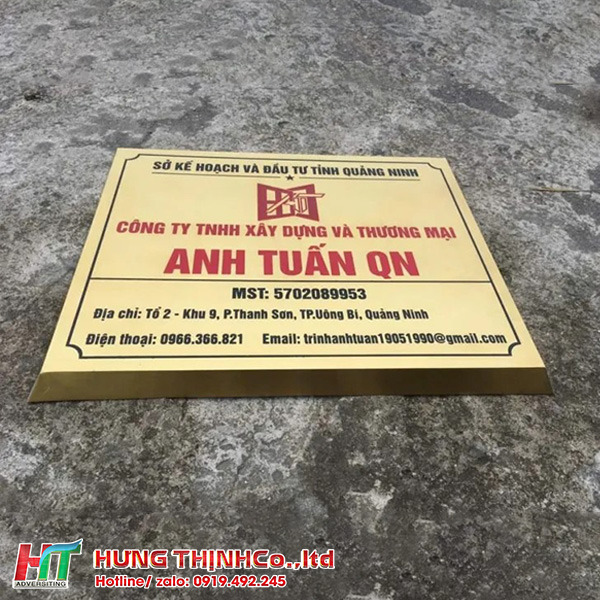 SỞ KẾ HOẠCH VÀ ĐẦU TƯ TỈNH QUẢNG NINH
CÔNG TY TNHH XÂY DỰNG VÀ THƯƠNG MẠI
ANH TUẤN QN
MST: 5702089953
Địa chỉ: Tổ 2 - Khu 9, P.Thanh Sơn, TP.Uông Bí, Quảng Ninh
Điện thoại: 0966.366.821 Email: trinhanhtuan19051990@gmail.com
HT HƯNG THỊNHCo.,ltd
ADVERSITING Hotline/ zalo: 0919.492.245